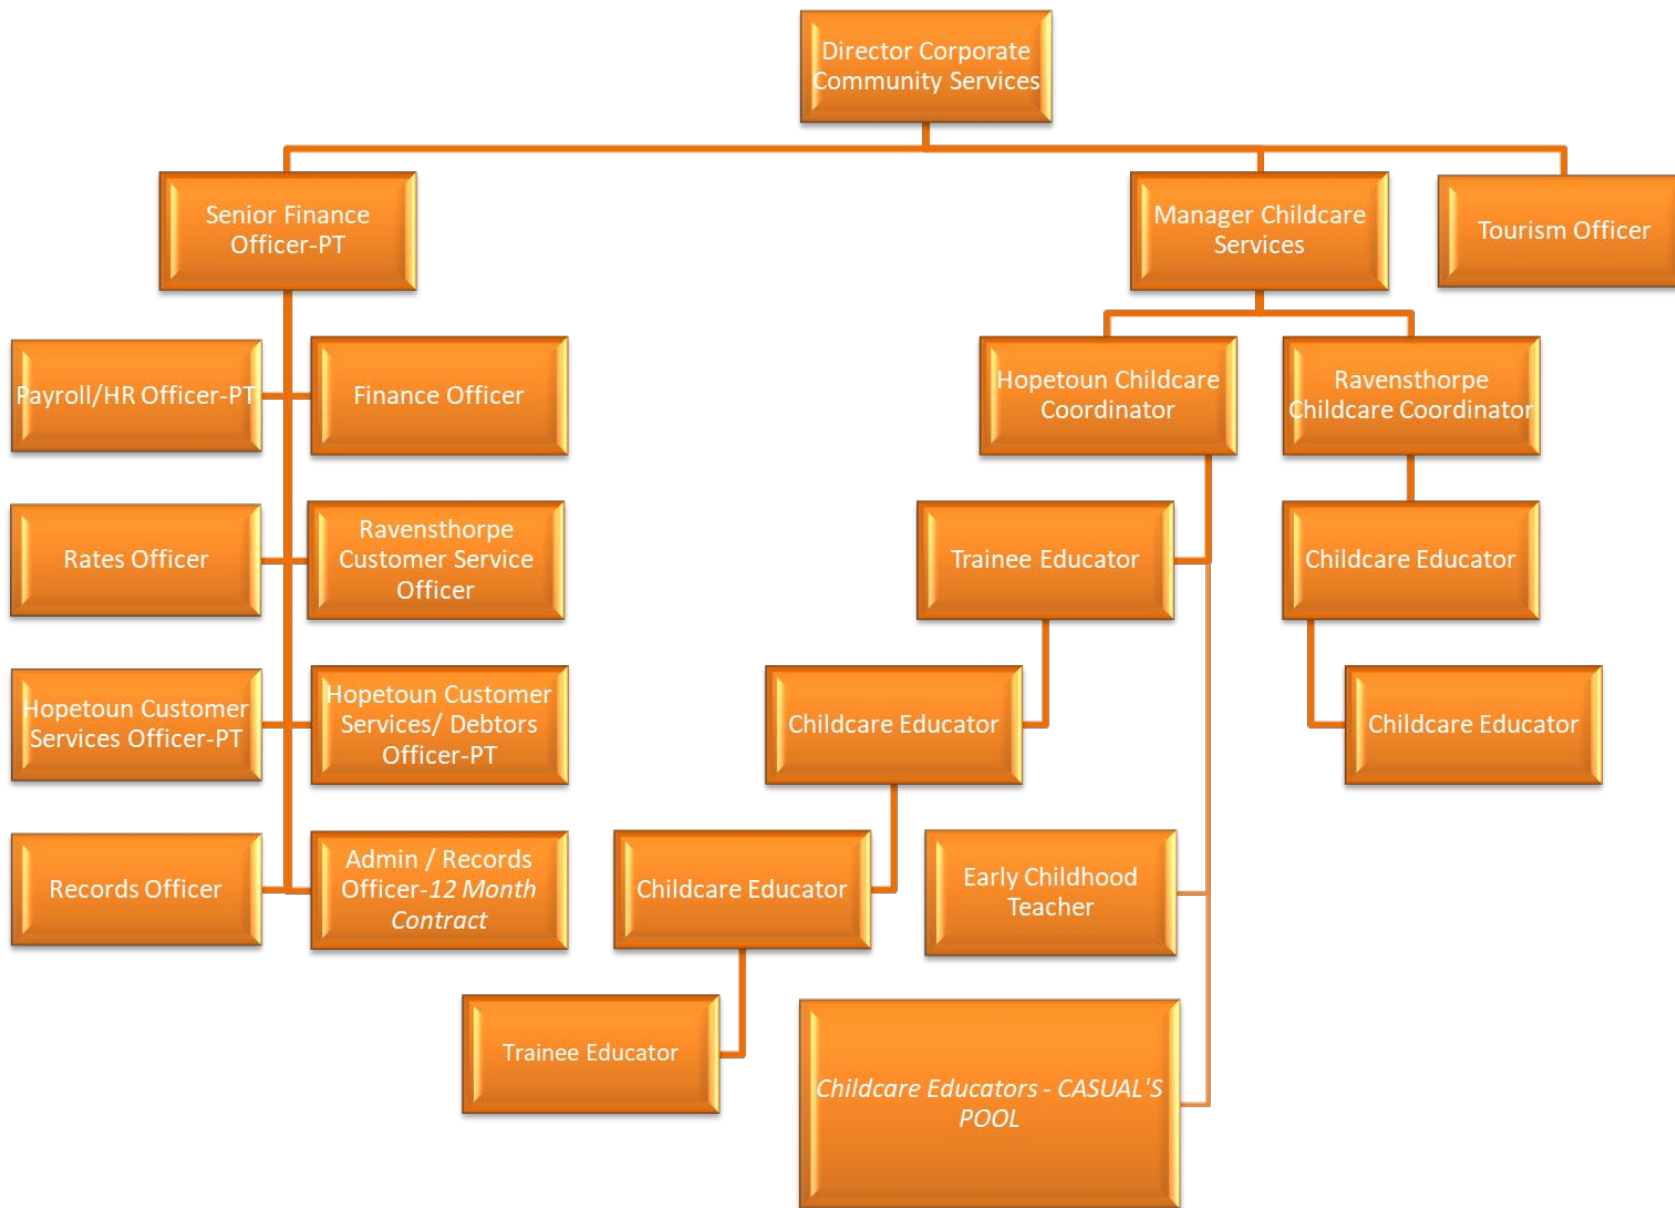 Director Corporate
Community Services
Senior Finance
Officer-PT
Manager Childcare
Services
Tourism Officer
Payroll/HR Officer-PT
Finance Officer
Hopetoun Childcare
Coordinator
Ravensthorpe
Childcare Coordinator
Rates Officer
Ravensthorpe
Customer Service
Officer
Trainee Educator
Childcare Educator
Hopetoun Customer
Services Officer-PT
Hopetoun Customer
Services/ Debtors
Officer-PT
Childcare Educator
Childcare Educator
Records Officer
Admin / Records
Officer-12 Month
Contract
Childcare Educator
Early Childhood
Teacher
Trainee Educator
Childcare Educators - CASUAL'S
POOL